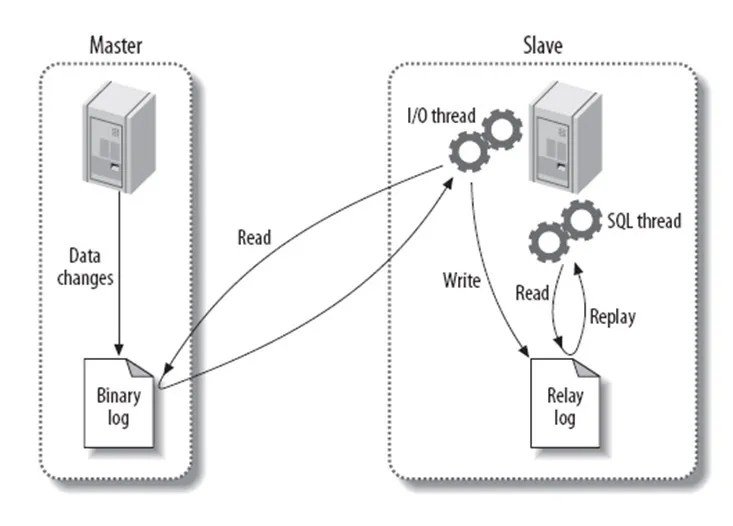 Master
Slave
I/O thread
Data
changes
Read
SQL thread
Write
Read
Replay
Binary
log
Relay
log